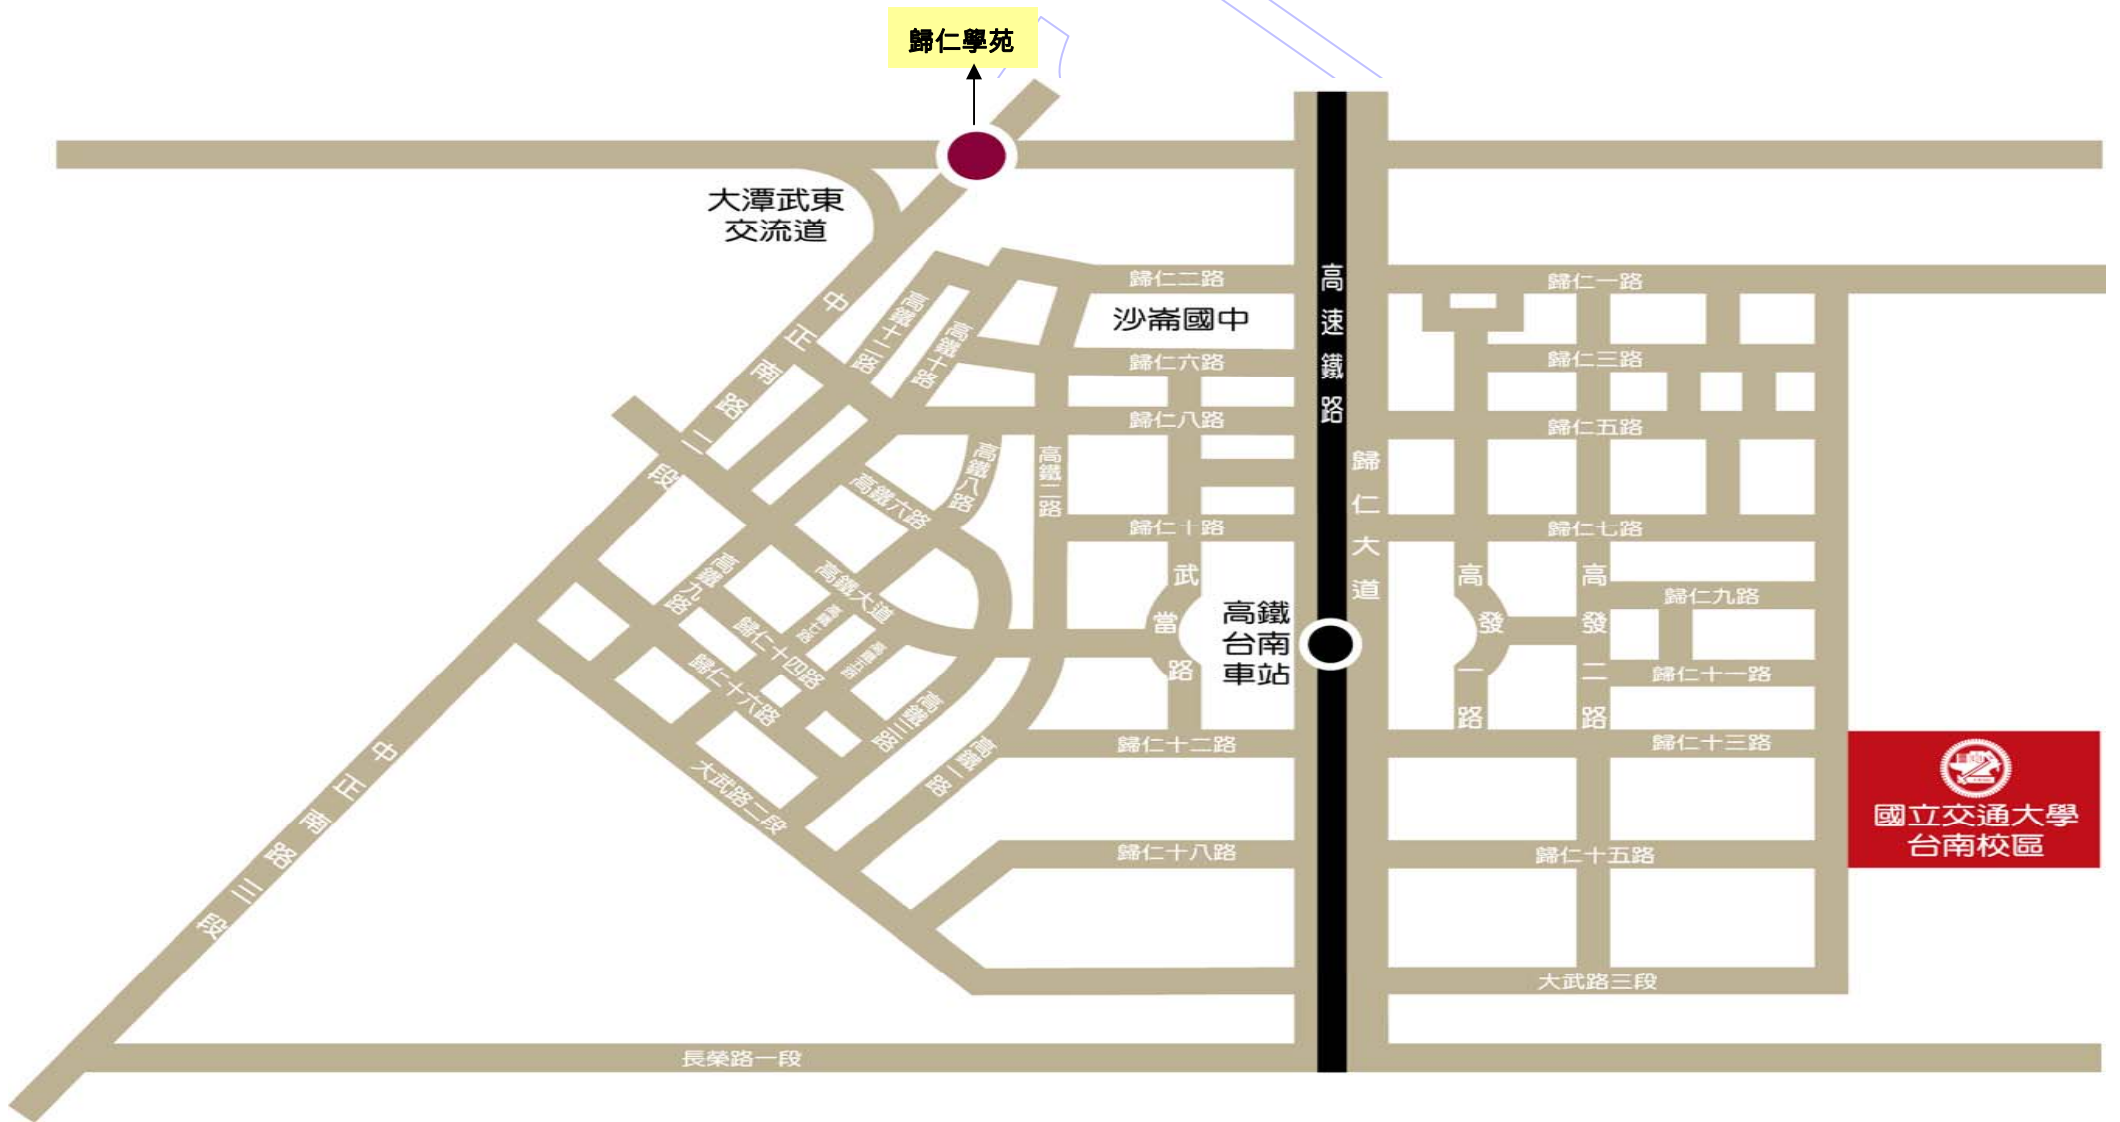 歸仁學苑
大潭武東
交流道
中正南路二段
高鐵十二路
高鐵十路
歸仁二路
沙崙國中
歸仁六路
歸仁八路
高速鐵路
歸仁一路
歸仁三路
歸仁五路
高鐵八路
高鐵二路
高鐵六路
歸仁十路
歸仁大道
歸仁七路
高鐵九路
高鐵大道
高鐵七路
高鐵五路
歸仁十四路
歸仁十六路
高鐵三路
高鐵一路
武當路
高鐵
台南
車站
高發一路
高發二路
歸仁九路
歸仁十一路
歸仁十二路
歸仁十三路
中正南路三段
大武路二段
歸仁十八路
歸仁十五路
國立交通大學
台南校區
大武路三段
長榮路一段